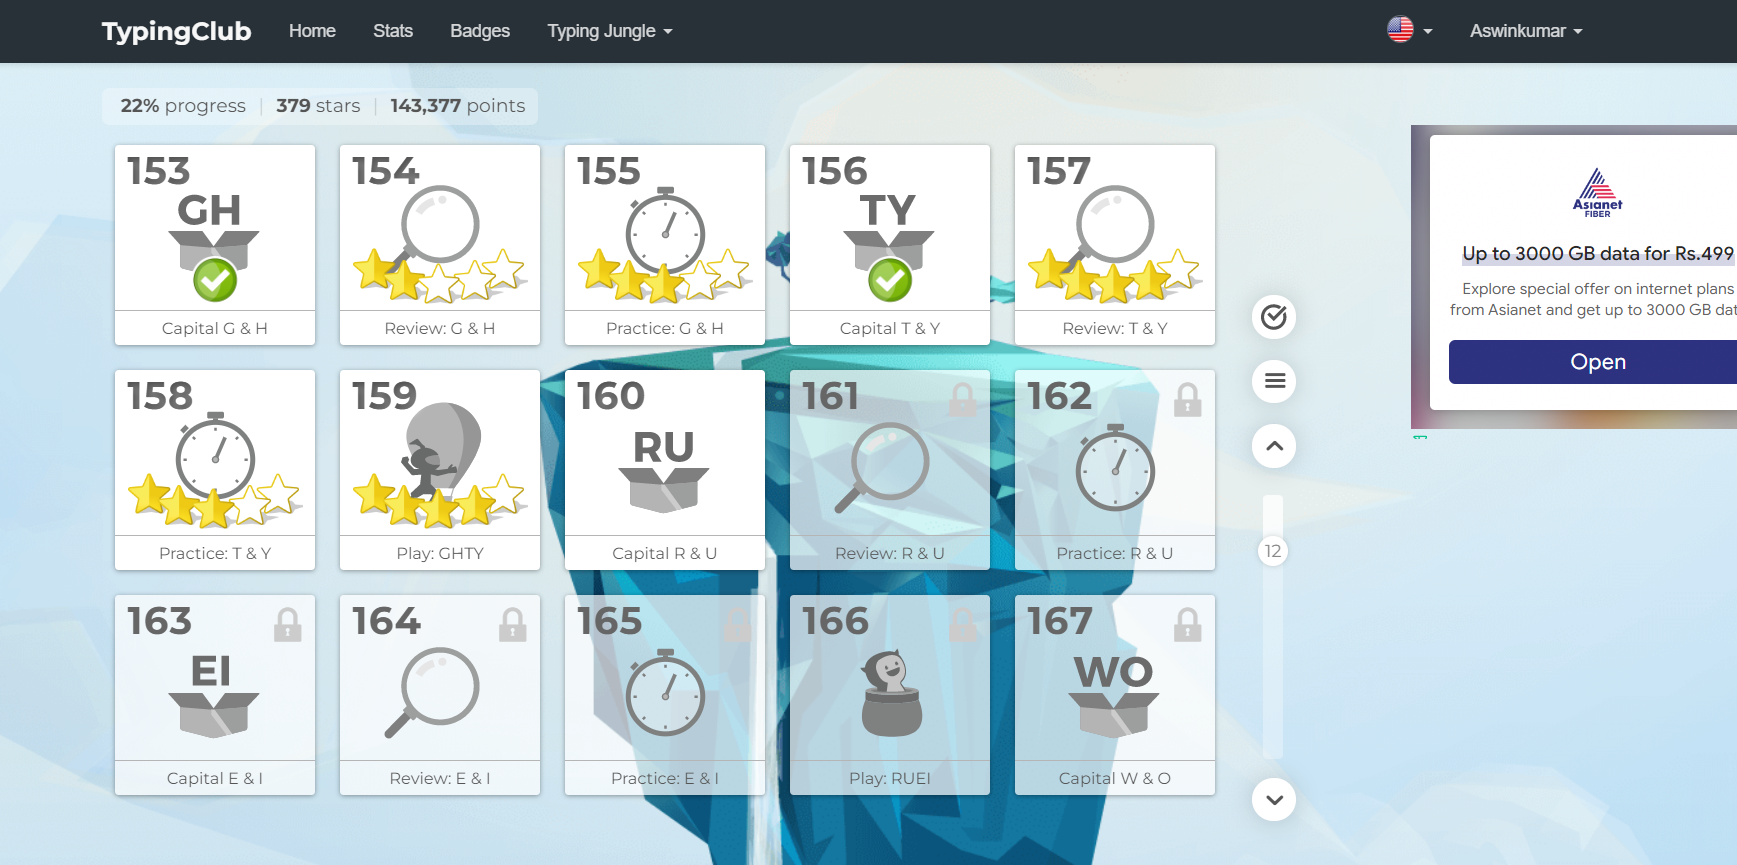 TypingClub Home Stats Badges Typing Jungle Aswinkumar
22% progress | 379 stars | 143,377 points
153 154 155 156 157
GH TY
Capital G & H Review: G & H Practice: G & H Capital T & Y Review: T & Y
158 159 160 161 162
RU
Practice: T & Y Play: GHTY Capital R & U Review: R & U Practice: R & U
163 164 165 166 167
EI WO
Capital E & I Review: E & I Practice: E & I Play: RUEI Capital W & O
12
Asianet
FIBER
Up to 3000 GB data for Rs.499
Explore special offer on internet plans
from Asianet and get up to 3000 GB dat
Open